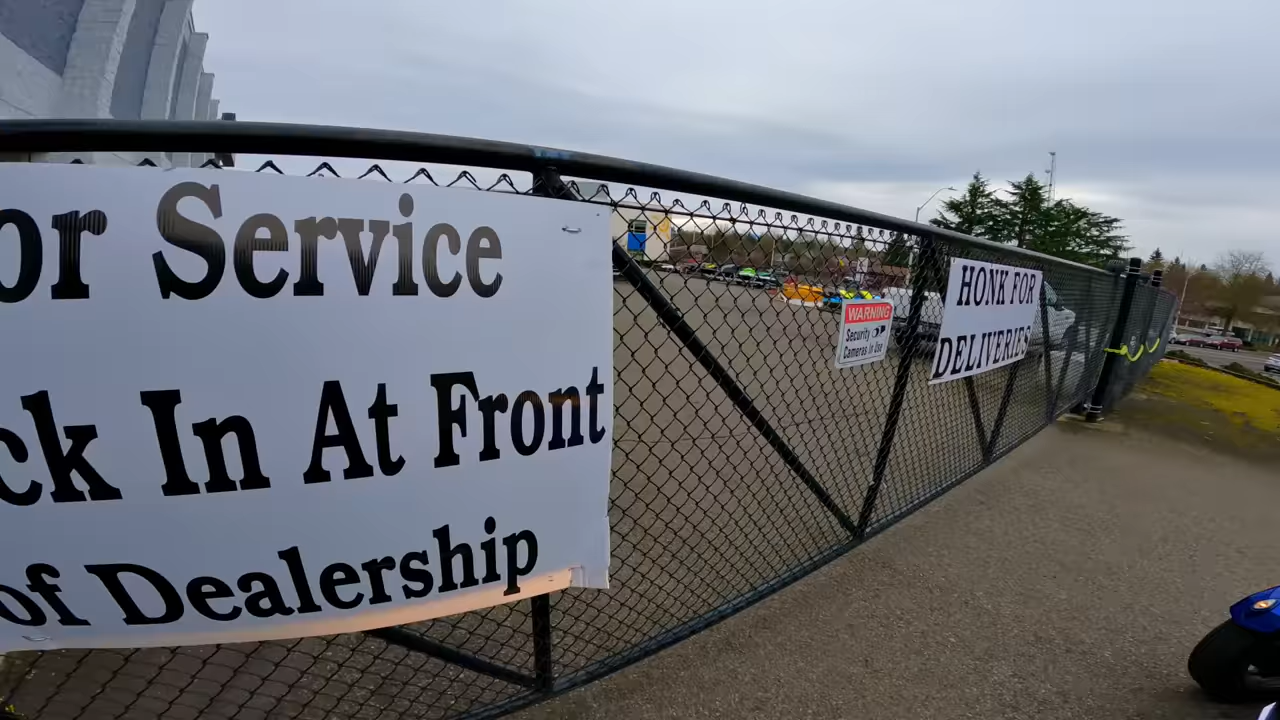 or Service
ck In At Front
of Dealership
WARNING
Security
Cameras In Use
HONK FOR
DELIVERIES